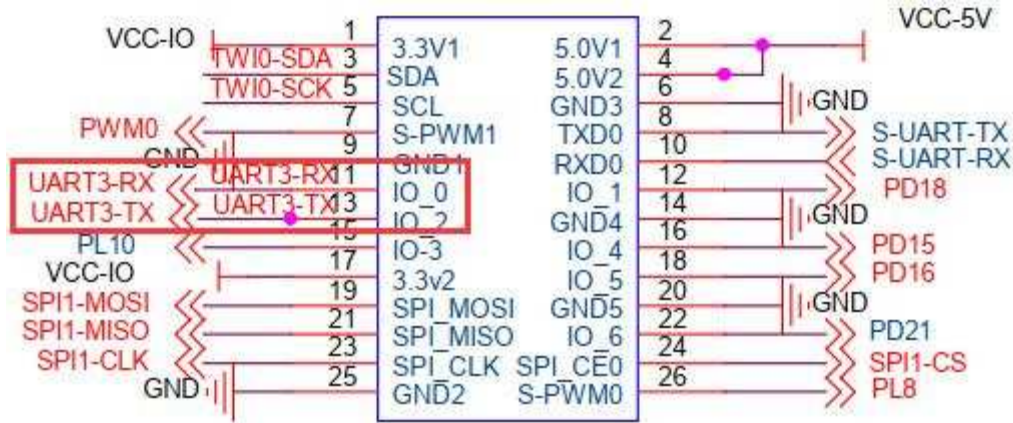 VCC-5V
VCC-IO 1 3.3V1 5.0V1 2
TWI0-SDA 3 SDA 5.0V2 4
TWI0-SCK 5 SCL GND3 6 GND
PWM0 7 S-PWM1 TXD0 8 S-UART-TX
GND 9 GND1 RXD0 10 S-UART-RX
UART3-RX UART3-RX 11 IO_0 IO_1 12 PD18
UART3-TX UART3-TX 13 IO_2 GND4 14 GND
PL10 15 IO-3 IO_4 16 PD15
VCC-IO 17 3.3v2 IO_5 18 PD16
SPI1-MOSI 19 SPI_MOSI GND5 20 GND
SPI1-MISO 21 SPI_MISO IO_6 22 PD21
SPI1-CLK 23 SPI_CLK SPI_CE0 24 SPI1-CS
GND 25 GND2 S-PWM0 26 PL8